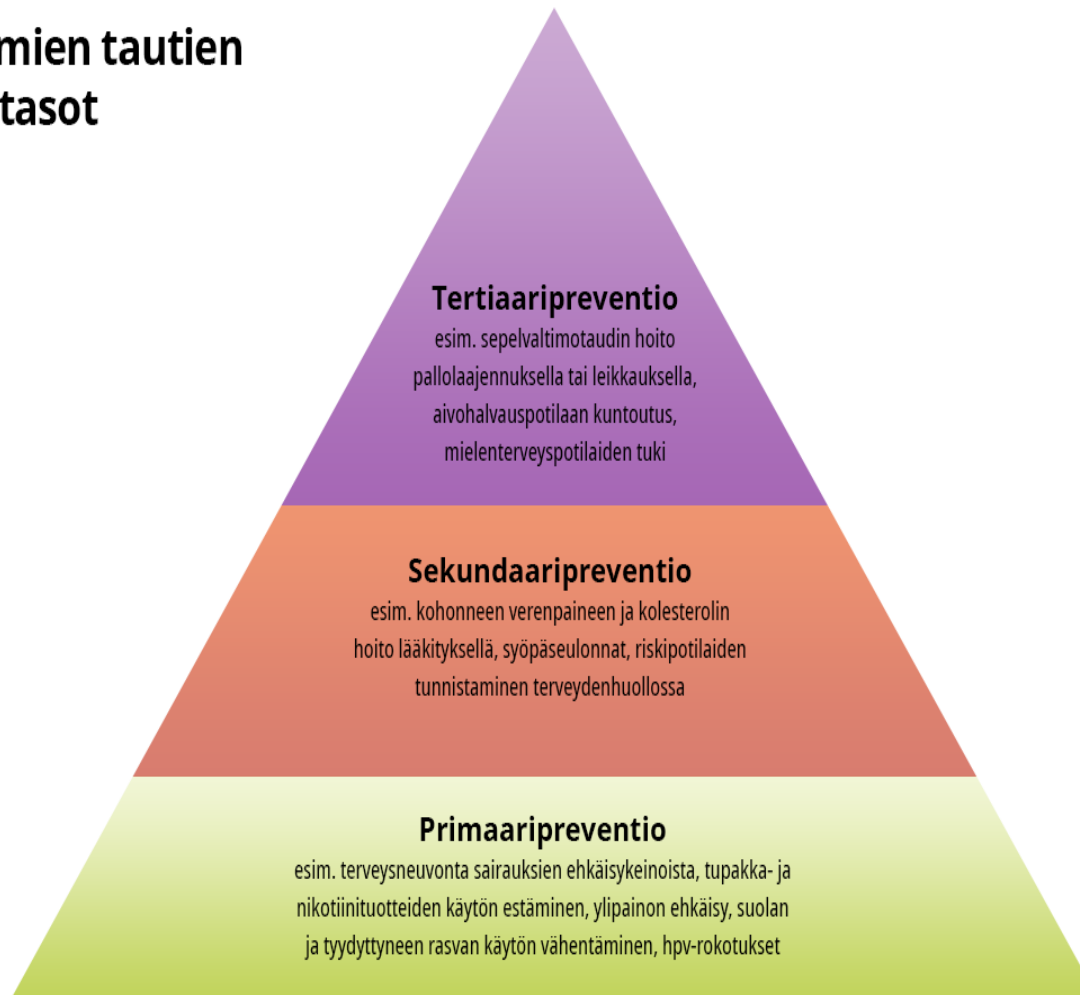 mien tautien
tasot
Tertiaaripreventio
esim. sepelvaltimotaudin hoito
pallolaajennuksella tai leikkauksella,
aivohalvauspotilaan kuntoutus,
mielenterveyspotilaiden tuki
Sekundaaripreventio
esim. kohonneen verenpaineen ja kolesterolin
hoito lääkityksellä, syöpäseulonnat, riskipotilaiden
tunnistaminen terveydenhuollossa
Primaaripreventio
esim. terveysneuvonta sairauksien ehkäisykeinoista, tupakka- ja
nikotiinituotteiden käytön estäminen, ylipainon ehkäisy, suolan
ja tyydyttyneen rasvan käytön vähentäminen, hpv-rokotukset